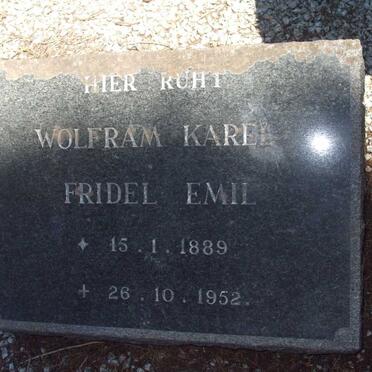 HIER RUHT
WOLFRAM KAREL
FRIDEL EMIL
✦ 15.1.1889
+ 26.10.1952.